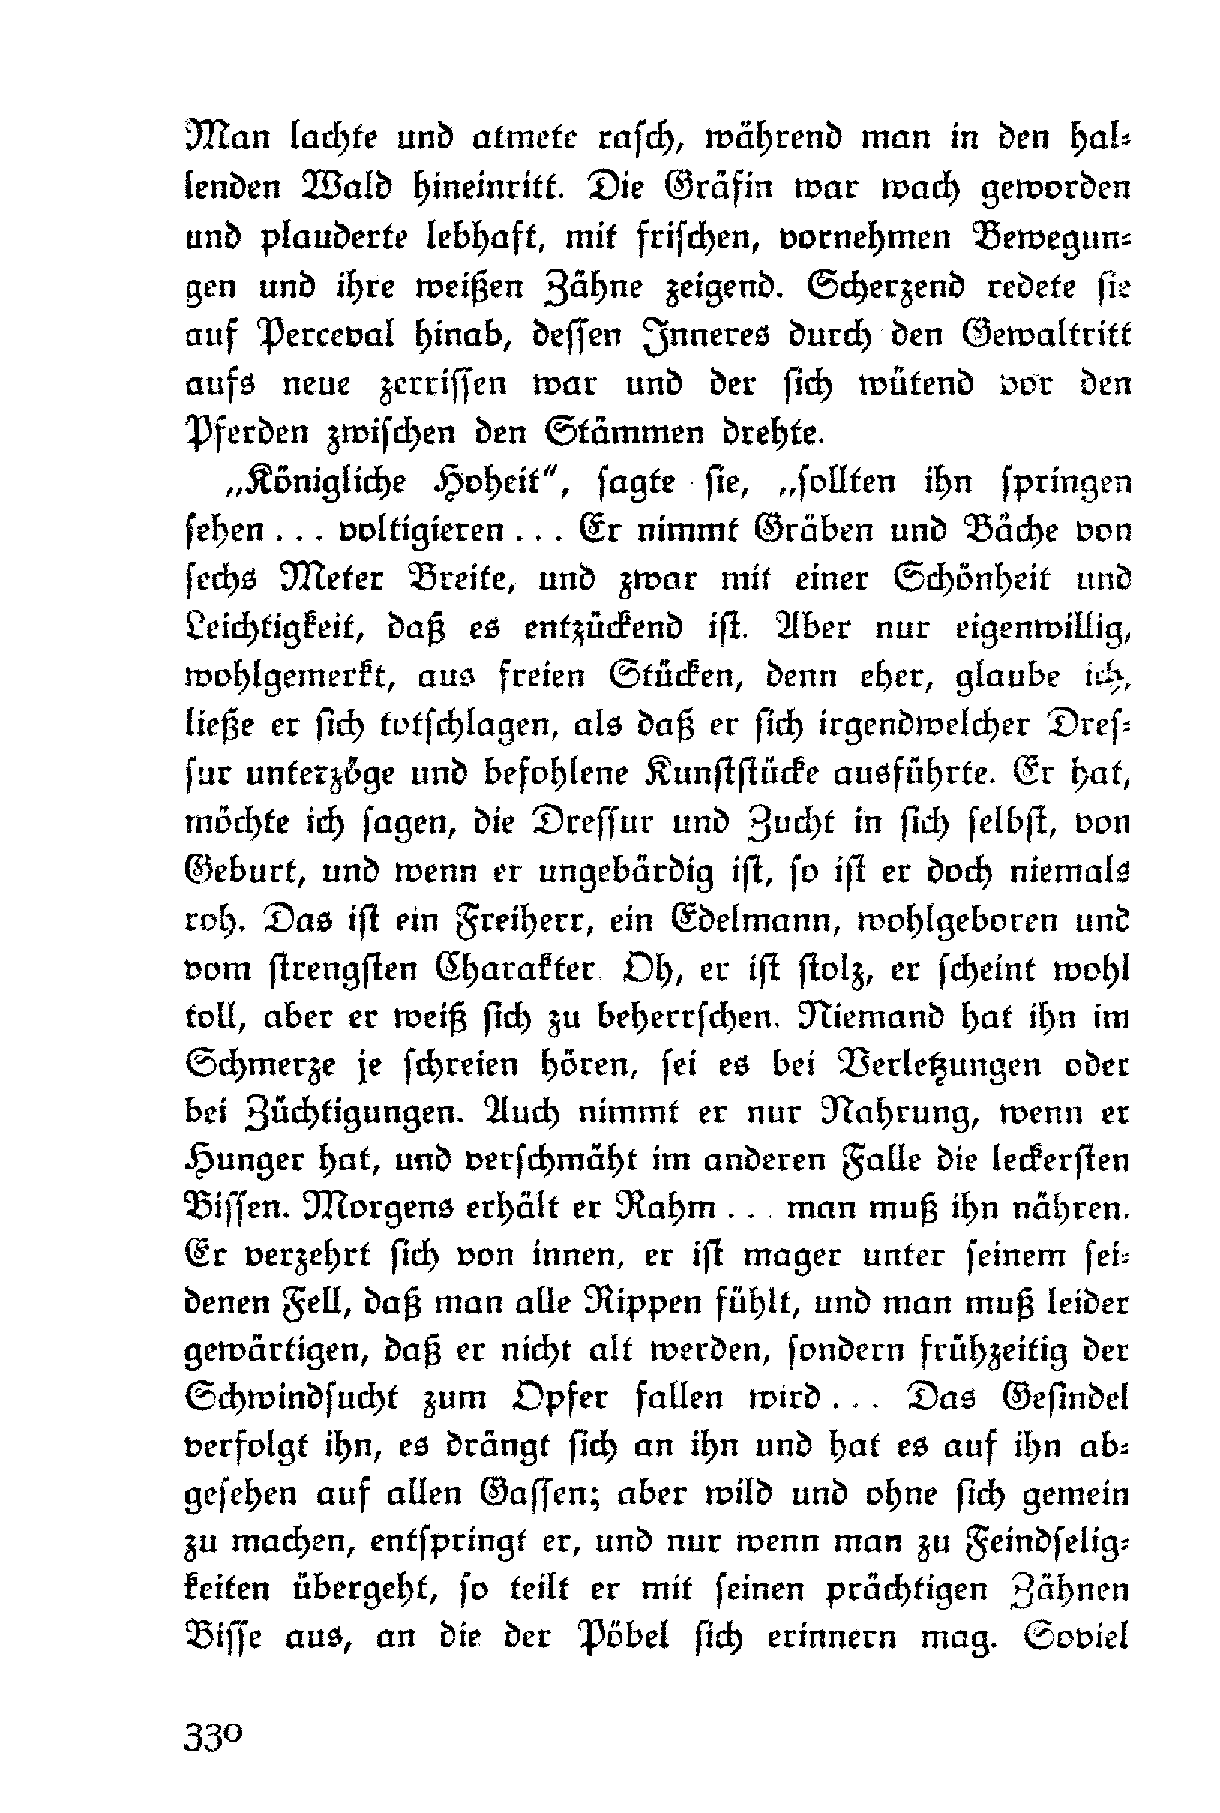 Man lachte und atmete rasch, während man in den hal-
lenden Wald hineinritt. Die Gräfin war wach geworden
und plauderte lebhaft, mit frischen, vornehmen Bewegun-
gen und ihre weißen Zähne zeigend. Scherzend redete sie
auf Perceval hinab, dessen Inneres durch den Gewaltritt
aufs neue zerrissen war und der sich wütend vor den
Pferden zwischen den Stämmen drehte.
„Königliche Hoheit“, sagte sie, „sollten ihn springen
sehen . . . voltigieren . . . Er nimmt Gräben und Bäche von
sechs Meter Breite, und zwar mit einer Schönheit und
Leichtigkeit, daß es entzückend ist. Aber nur eigenwillig,
wohlgemerkt, aus freien Stücken, denn eher, glaube ich,
ließe er sich totschlagen, als daß er sich irgendwelcher Dres-
sur unterzöge und befohlene Kunststücke ausführte. Er hat,
möchte ich sagen, die Dressur und Zucht in sich selbst, von
Geburt, und wenn er ungebärdig ist, so ist er doch niemals
roh. Das ist ein Freiherr, ein Edelmann, wohlgeboren und
vom strengsten Charakter. Oh, er ist stolz, er scheint wohl
toll, aber er weiß sich zu beherrschen. Niemand hat ihn im
Schmerze je schreien hören, sei es bei Verletzungen oder
bei Züchtigungen. Auch nimmt er nur Nahrung, wenn er
Hunger hat, und verschmäht im anderen Falle die leckersten
Bissen. Morgens erhält er Rahm . . . man muß ihn nähren.
Er verzehrt sich von innen, er ist mager unter seinem sei-
denen Fell, daß man alle Rippen fühlt, und man muß leider
gewärtigen, daß er nicht alt werden, sondern frühzeitig der
Schwindsucht zum Opfer fallen wird . . . Das Gesindel
verfolgt ihn, es drängt sich an ihn und hat es auf ihn ab-
gesehen auf allen Gassen; aber wild und ohne sich gemein
zu machen, entspringt er, und nur wenn man zu Feindselig-
keiten übergeht, so teilt er mit seinen prächtigen Zähnen
Bisse aus, an die der Pöbel sich erinnern mag. Soviel
330